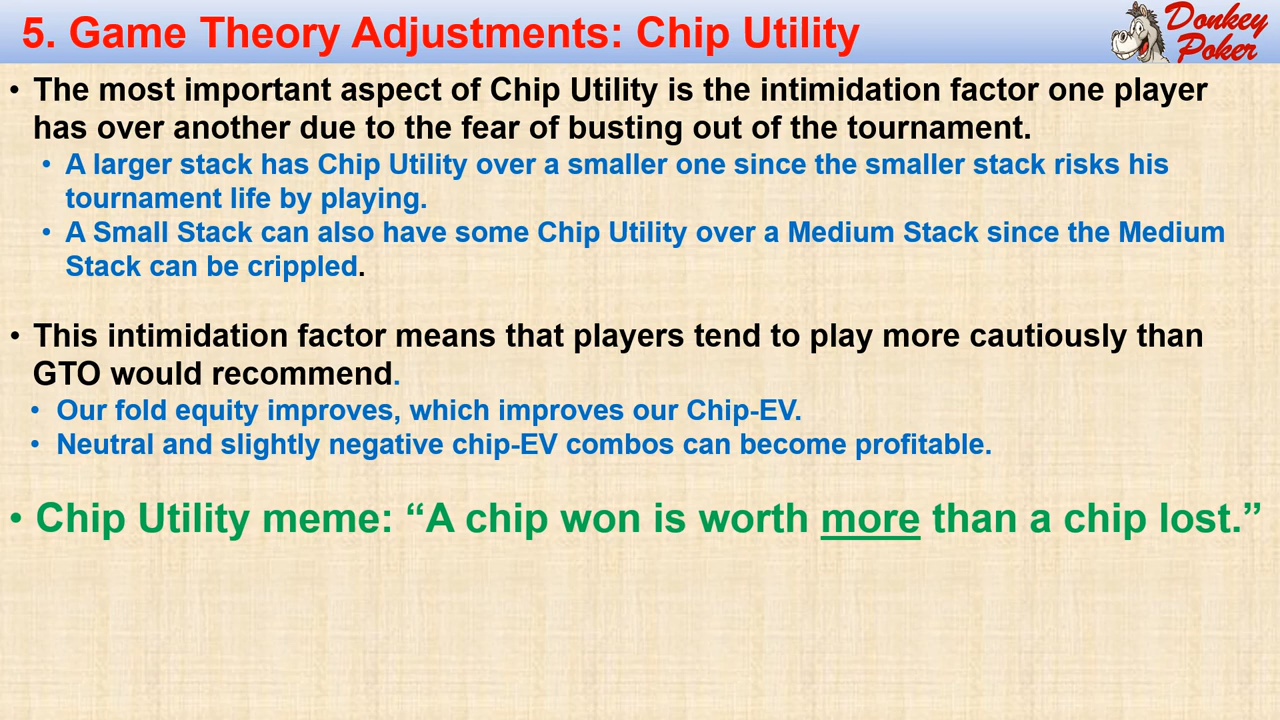 5. Game Theory Adjustments: Chip Utility
Donkey
Poker
• The most important aspect of Chip Utility is the intimidation factor one player
has over another due to the fear of busting out of the tournament.
• A larger stack has Chip Utility over a smaller one since the smaller stack risks his
tournament life by playing.
• A Small Stack can also have some Chip Utility over a Medium Stack since the Medium
Stack can be crippled.
• This intimidation factor means that players tend to play more cautiously than
GTO would recommend.
• Our fold equity improves, which improves our Chip-EV.
• Neutral and slightly negative chip-EV combos can become profitable.
• Chip Utility meme: “A chip won is worth more than a chip lost.”